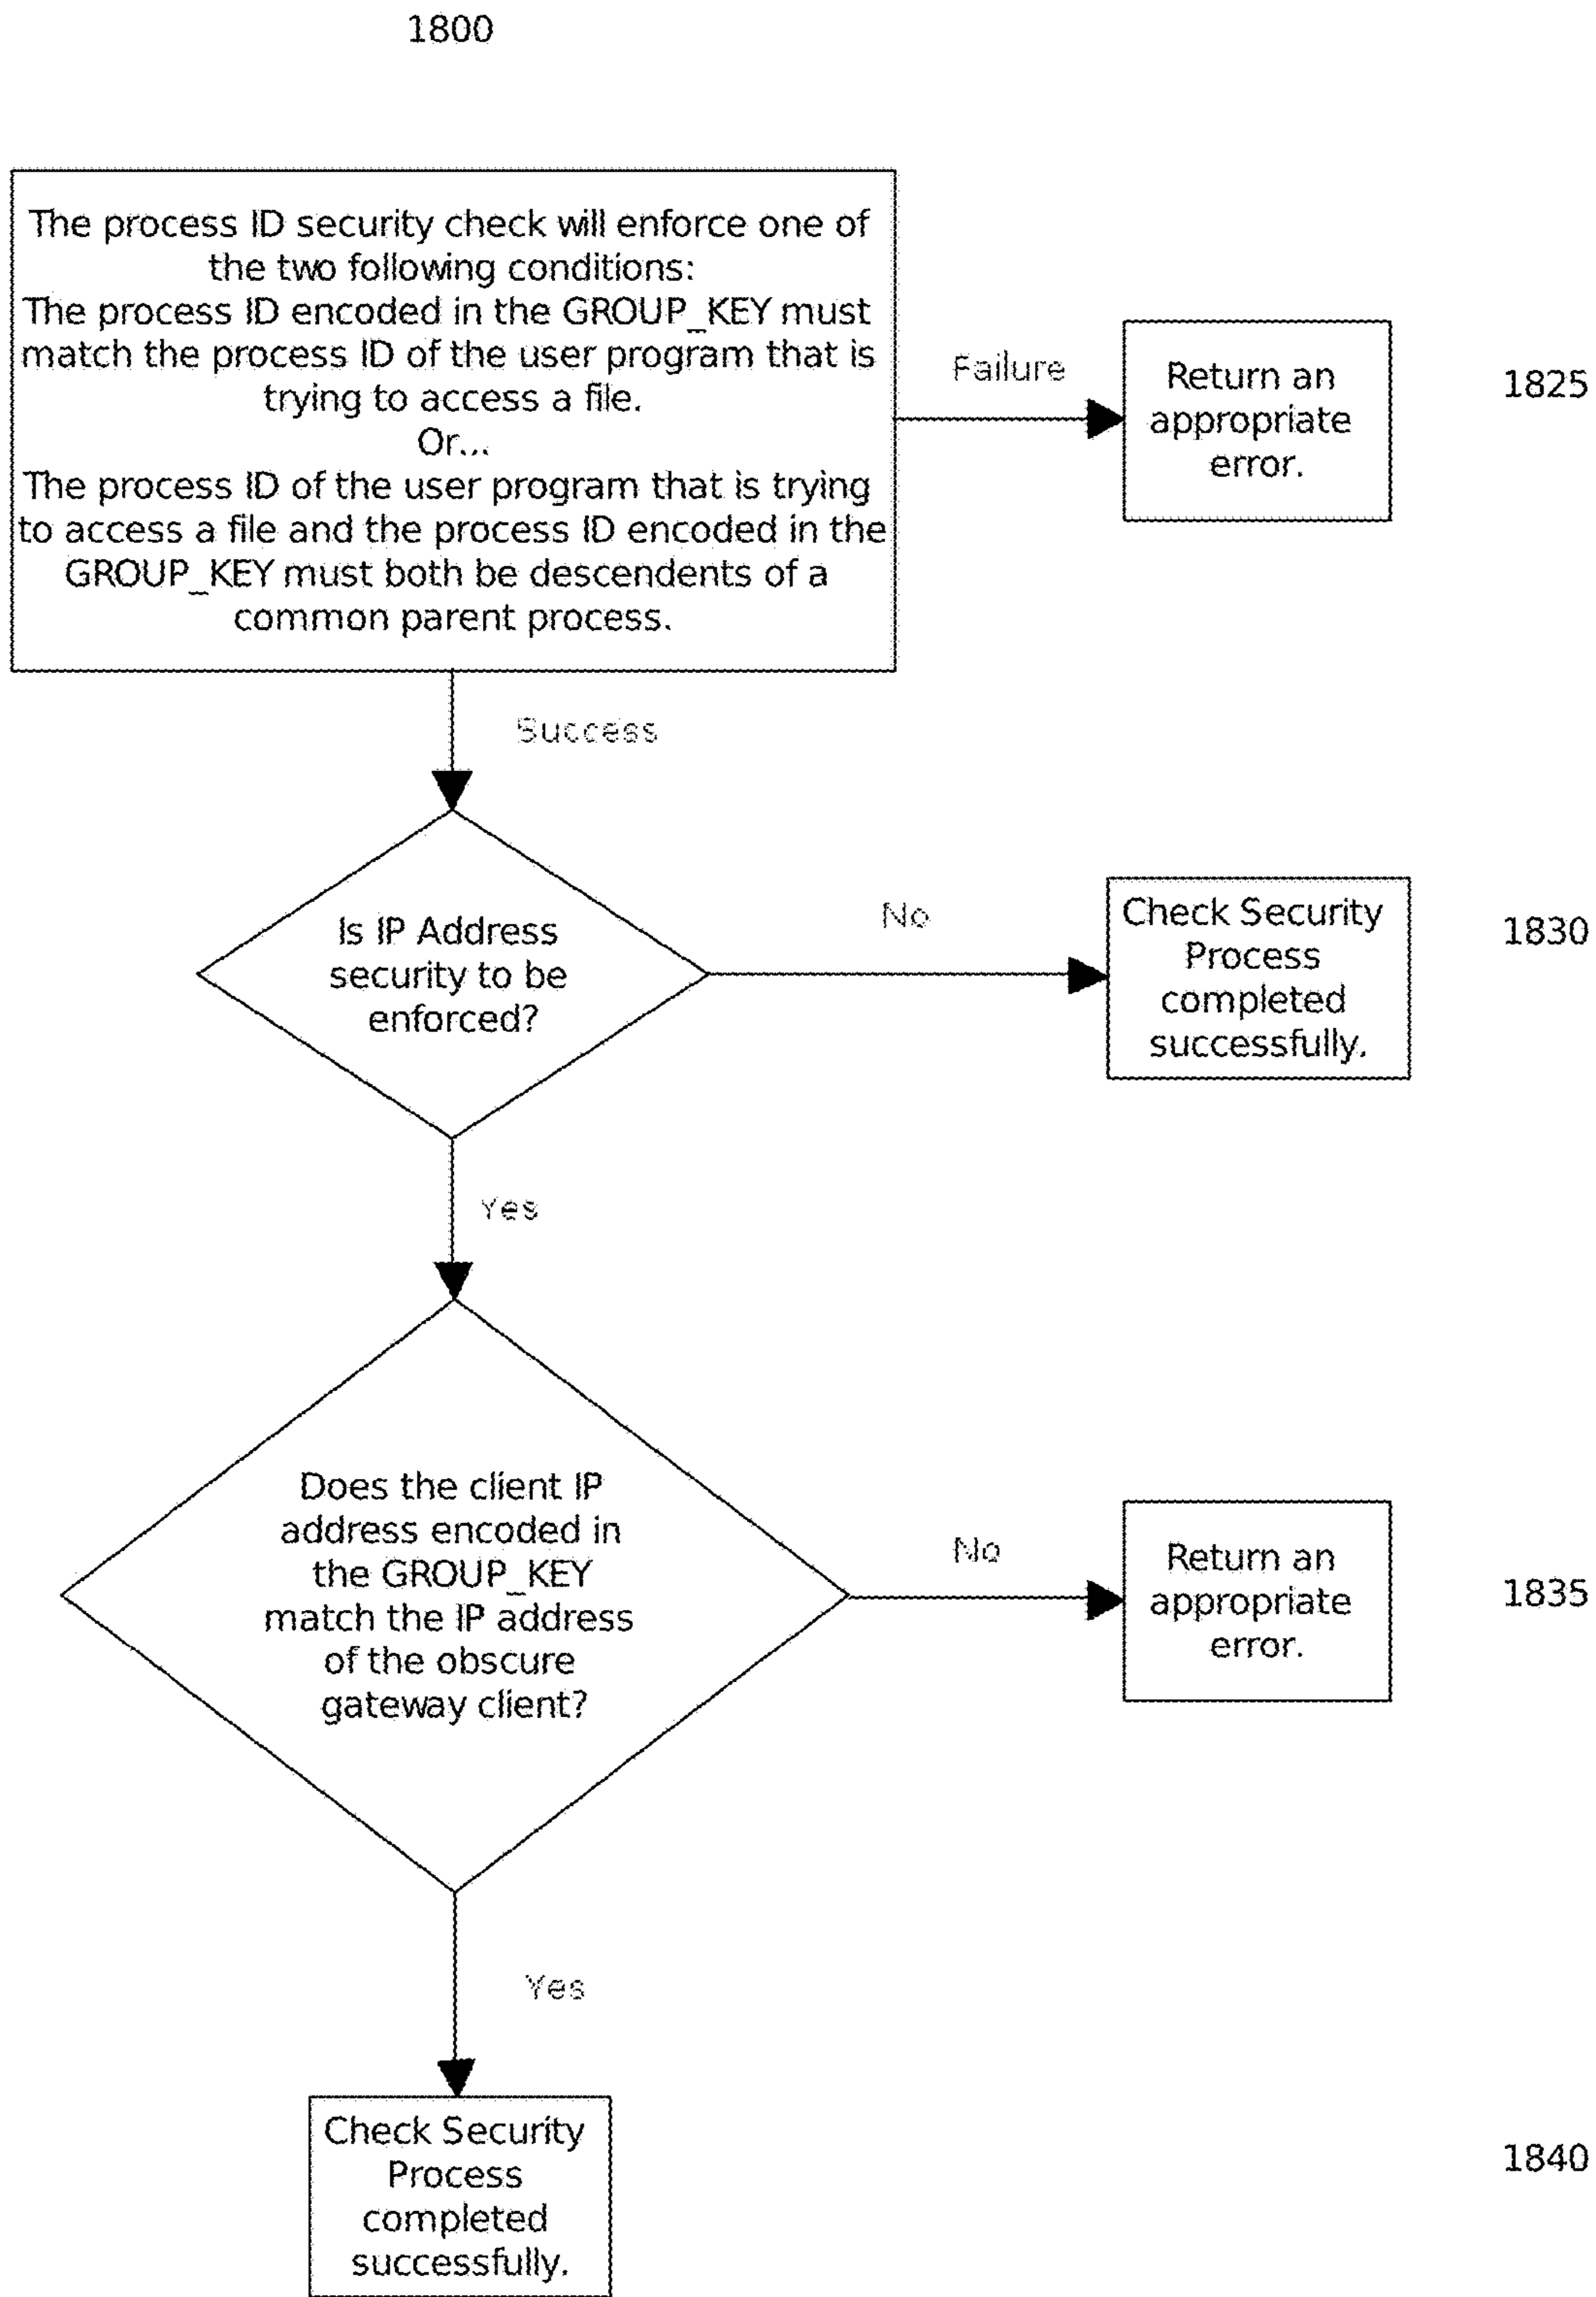 1800
The process ID security check will enforce one of
the two following conditions:
The process ID encoded in the GROUP_KEY must
match the process ID of the user program that is
trying to access a file.
Or...
The process ID of the user program that is trying
to access a file and the process ID encoded in the
GROUP_KEY must both be descendents of a
common parent process.
Failure
Return an
appropriate
error.
1825
Success
Is IP Address
security to be
enforced?
No
Check Security
Process
completed
successfully.
1830
Yes
Does the client IP
address encoded in
the GROUP_KEY
match the IP address
of the obscure
gateway client?
No
Return an
appropriate
error.
1835
Yes
Check Security
Process
completed
successfully.
1840